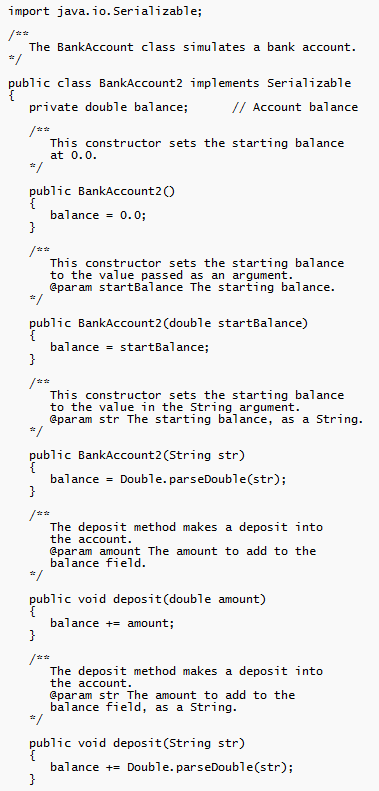 import java.io.Serializable;
/**
The BankAccount class simulates a bank account.
*/
public class BankAccount2 implements Serializable
{
private double balance; // Account balance
/**
This constructor sets the starting balance
at 0.0.
*/
public BankAccount2()
{
balance = 0.0;
}
/**
This constructor sets the starting balance
to the value passed as an argument.
@param startBalance The starting balance.
*/
public BankAccount2(double startBalance)
{
balance = startBalance;
}
/**
This constructor sets the starting balance
to the value in the String argument.
@param str The starting balance, as a String.
*/
public BankAccount2(String str)
{
balance = Double.parseDouble(str);
}
/**
The deposit method makes a deposit into
the account.
@param amount The amount to add to the
balance field.
*/
public void deposit(double amount)
{
balance += amount;
}
/**
The deposit method makes a deposit into
the account.
@param str The amount to add to the
balance field, as a String.
*/
public void deposit(String str)
{
balance += Double.parseDouble(str);
}